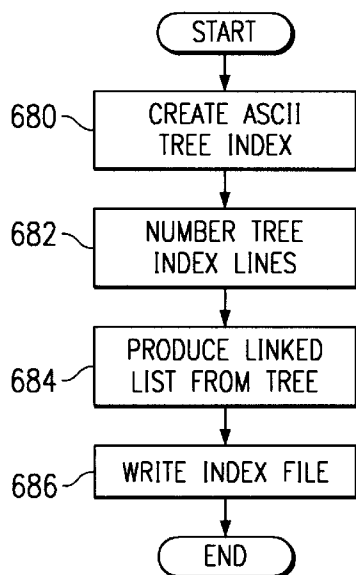 START
680
CREATE ASCII
TREE INDEX
682
NUMBER TREE
INDEX LINES
684
PRODUCE LINKED
LIST FROM TREE
686
WRITE INDEX FILE
END